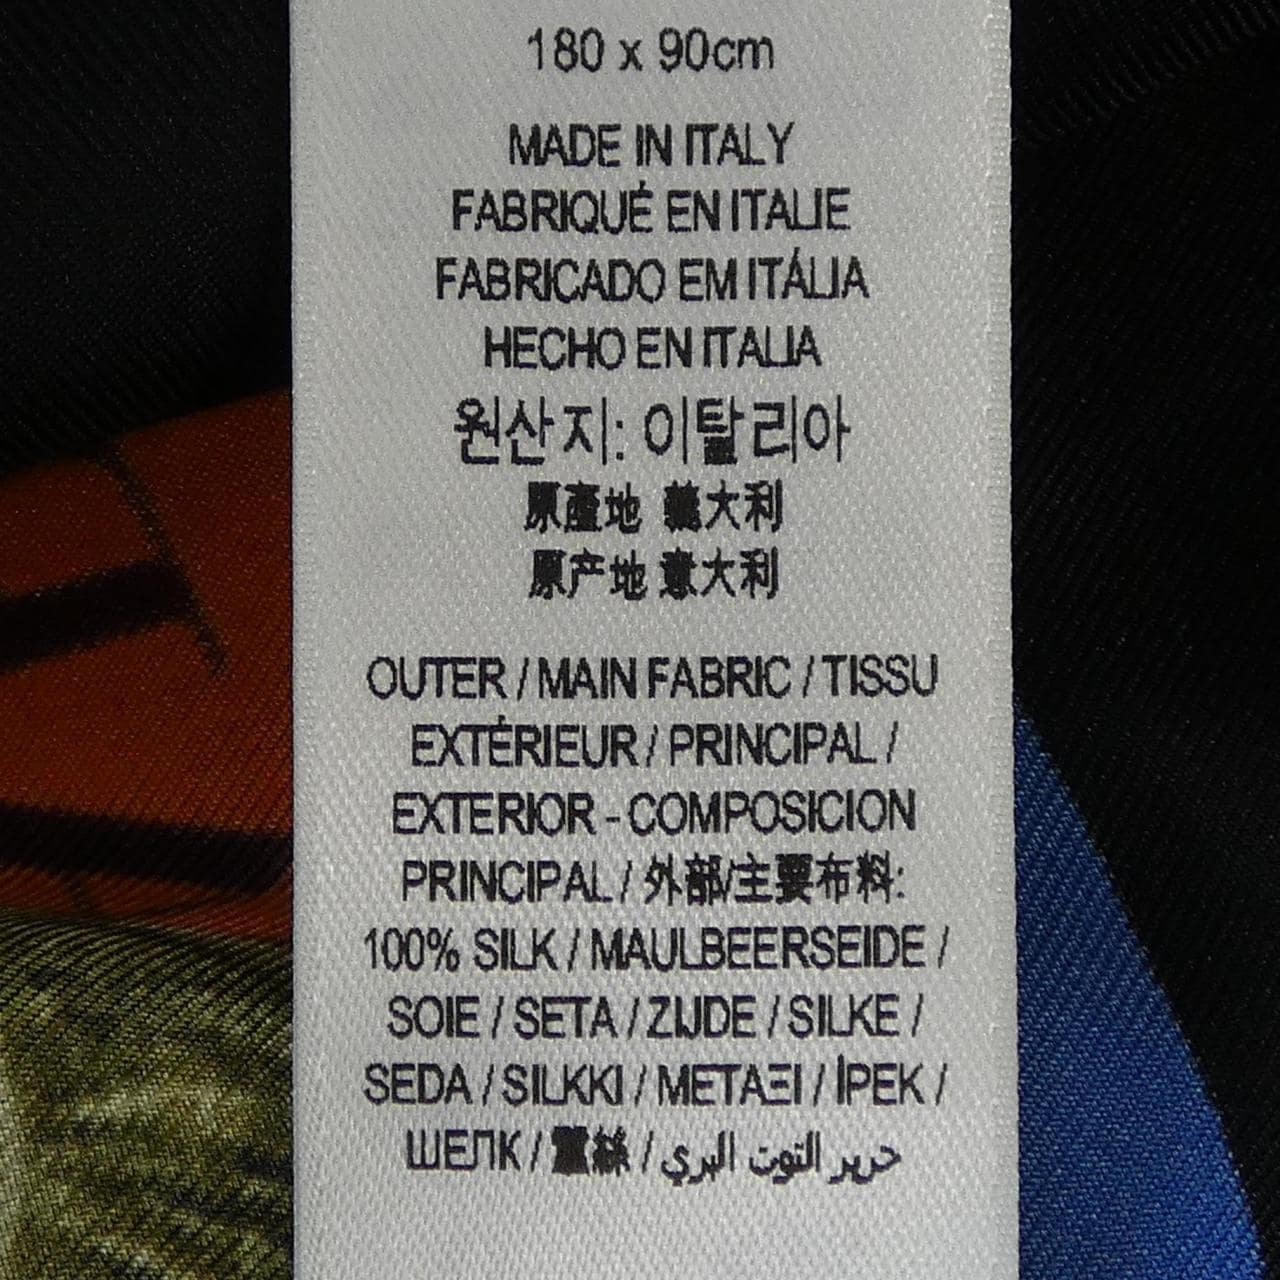 180 x 90cm
MADE IN ITALY
FABRIQUÉ EN ITALIE
FABRICADO EM ITÁLIA
HECHO EN ITALIA
원산지: 이탈리아
原產地 義大利
原产地 意大利
OUTER / MAIN FABRIC / TISSU
EXTÉRIEUR / PRINCIPAL /
EXTERIOR - COMPOSICION
PRINCIPAL / 外部/主要布料:
100% SILK / MAULBEERSEIDE /
SOIE / SETA / ZIJDE / SILKE /
SEDA / SILKKI / ΜΕΤΑΞΙ / İPEK /
ШЕЛК / 蠶絲 / حرير التوت البري